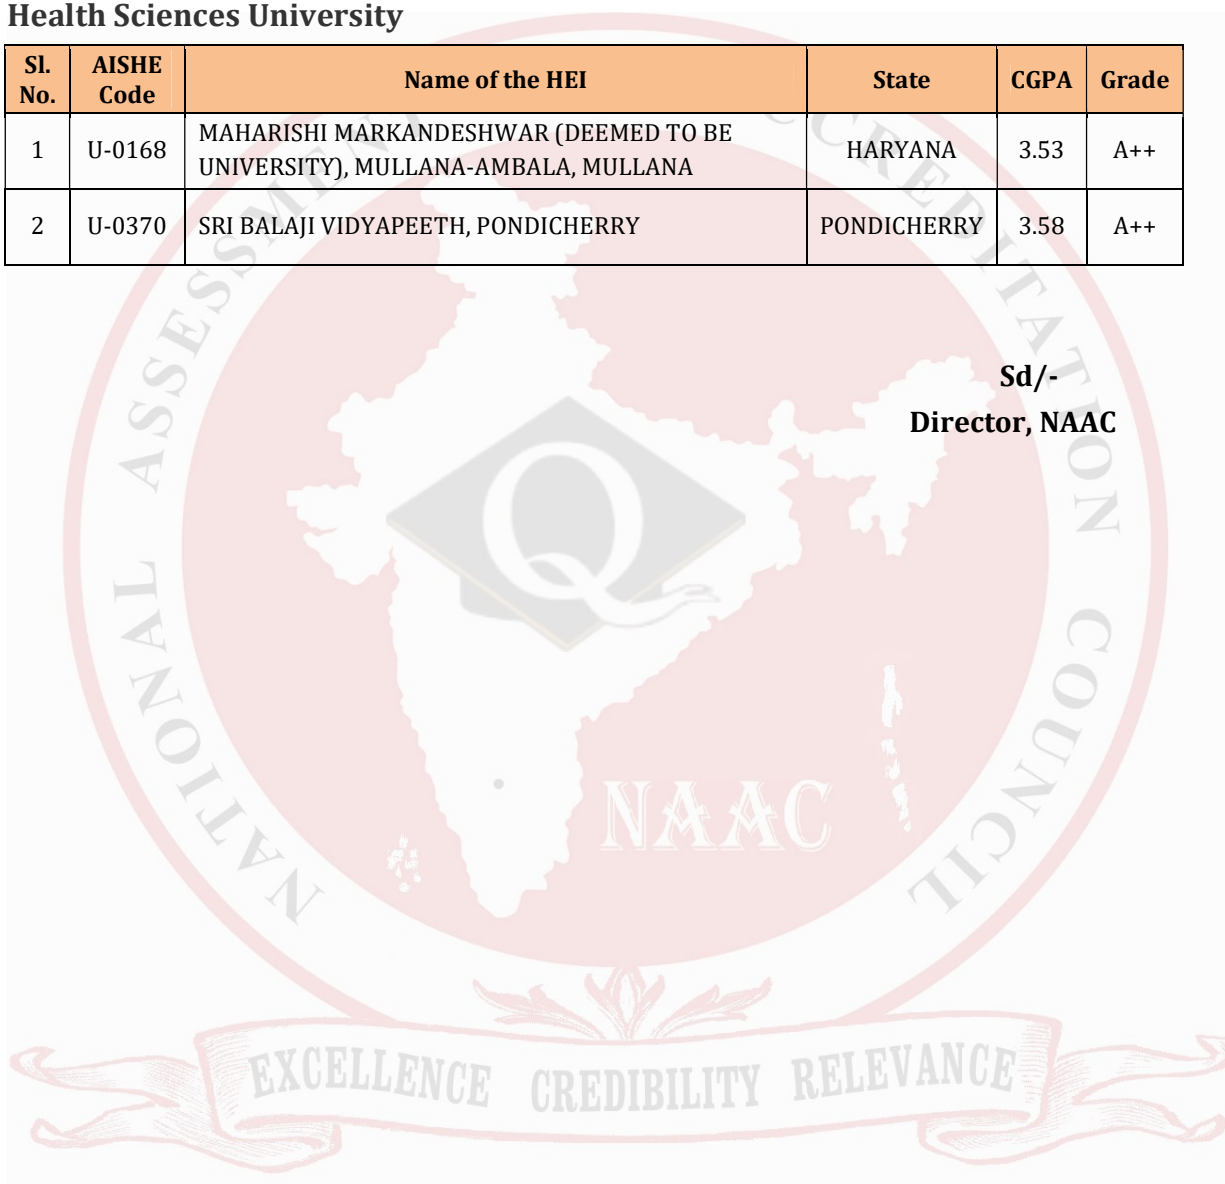 Health Sciences University
Sl. No. AISHE Code Name of the HEI State CGPA Grade
1 U-0168 MAHARISHI MARKANDESHWAR (DEEMED TO BE UNIVERSITY), MULLANA-AMBALA, MULLANA HARYANA 3.53 A++
2 U-0370 SRI BALAJI VIDYAPEETH, PONDICHERRY PONDICHERRY 3.58 A++
Sd/-
Director, NAAC
NATIONAL ASSESSMENT ACCREDITATION COUNCIL
Q
NAAC
EXCELLENCE CREDIBILITY RELEVANCE